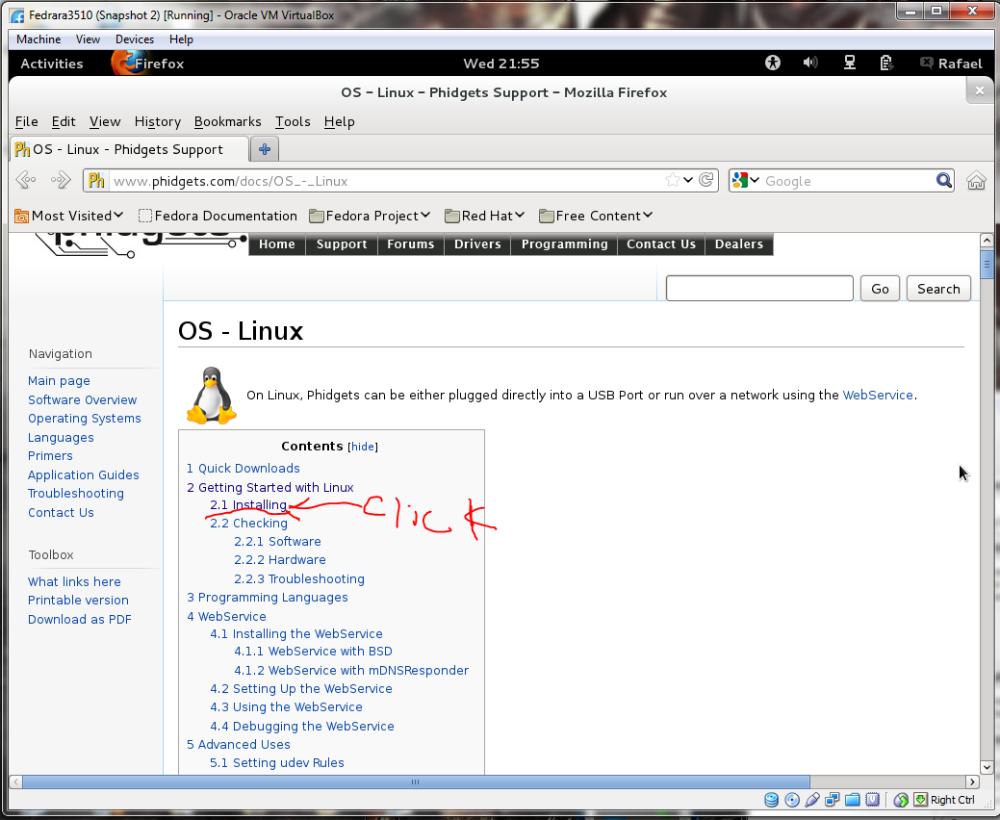 Fedrara3510 (Snapshot 2) [Running] - Oracle VM VirtualBox
Machine View Devices Help
Activities Firefox Wed 21:55 Rafael
OS - Linux - Phidgets Support - Mozilla Firefox
File Edit View History Bookmarks Tools Help
Ph OS - Linux - Phidgets Support
Ph www.phidgets.com/docs/OS_-_Linux Google
Most Visited Fedora Documentation Fedora Project Red Hat Free Content
phidgets
Home Support Forums Drivers Programming Contact Us Dealers
Go Search
OS - Linux
Navigation
Main page
Software Overview
Operating Systems
Languages
Primers
Application Guides
Troubleshooting
Contact Us
Toolbox
What links here
Printable version
Download as PDF
On Linux, Phidgets can be either plugged directly into a USB Port or run over a network using the WebService.
Contents [hide]
1 Quick Downloads
2 Getting Started with Linux
2.1 Installing
Click
2.2 Checking
2.2.1 Software
2.2.2 Hardware
2.2.3 Troubleshooting
3 Programming Languages
4 WebService
4.1 Installing the WebService
4.1.1 WebService with BSD
4.1.2 WebService with mDNSResponder
4.2 Setting Up the WebService
4.3 Using the WebService
4.4 Debugging the WebService
5 Advanced Uses
5.1 Setting udev Rules
Right Ctrl